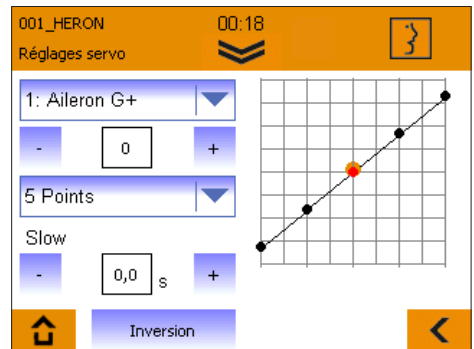 001_HERON 00:18
Réglages servo
1: Aileron G+
- 0 +
5 Points
Slow
- 0,0 s +
Inversion